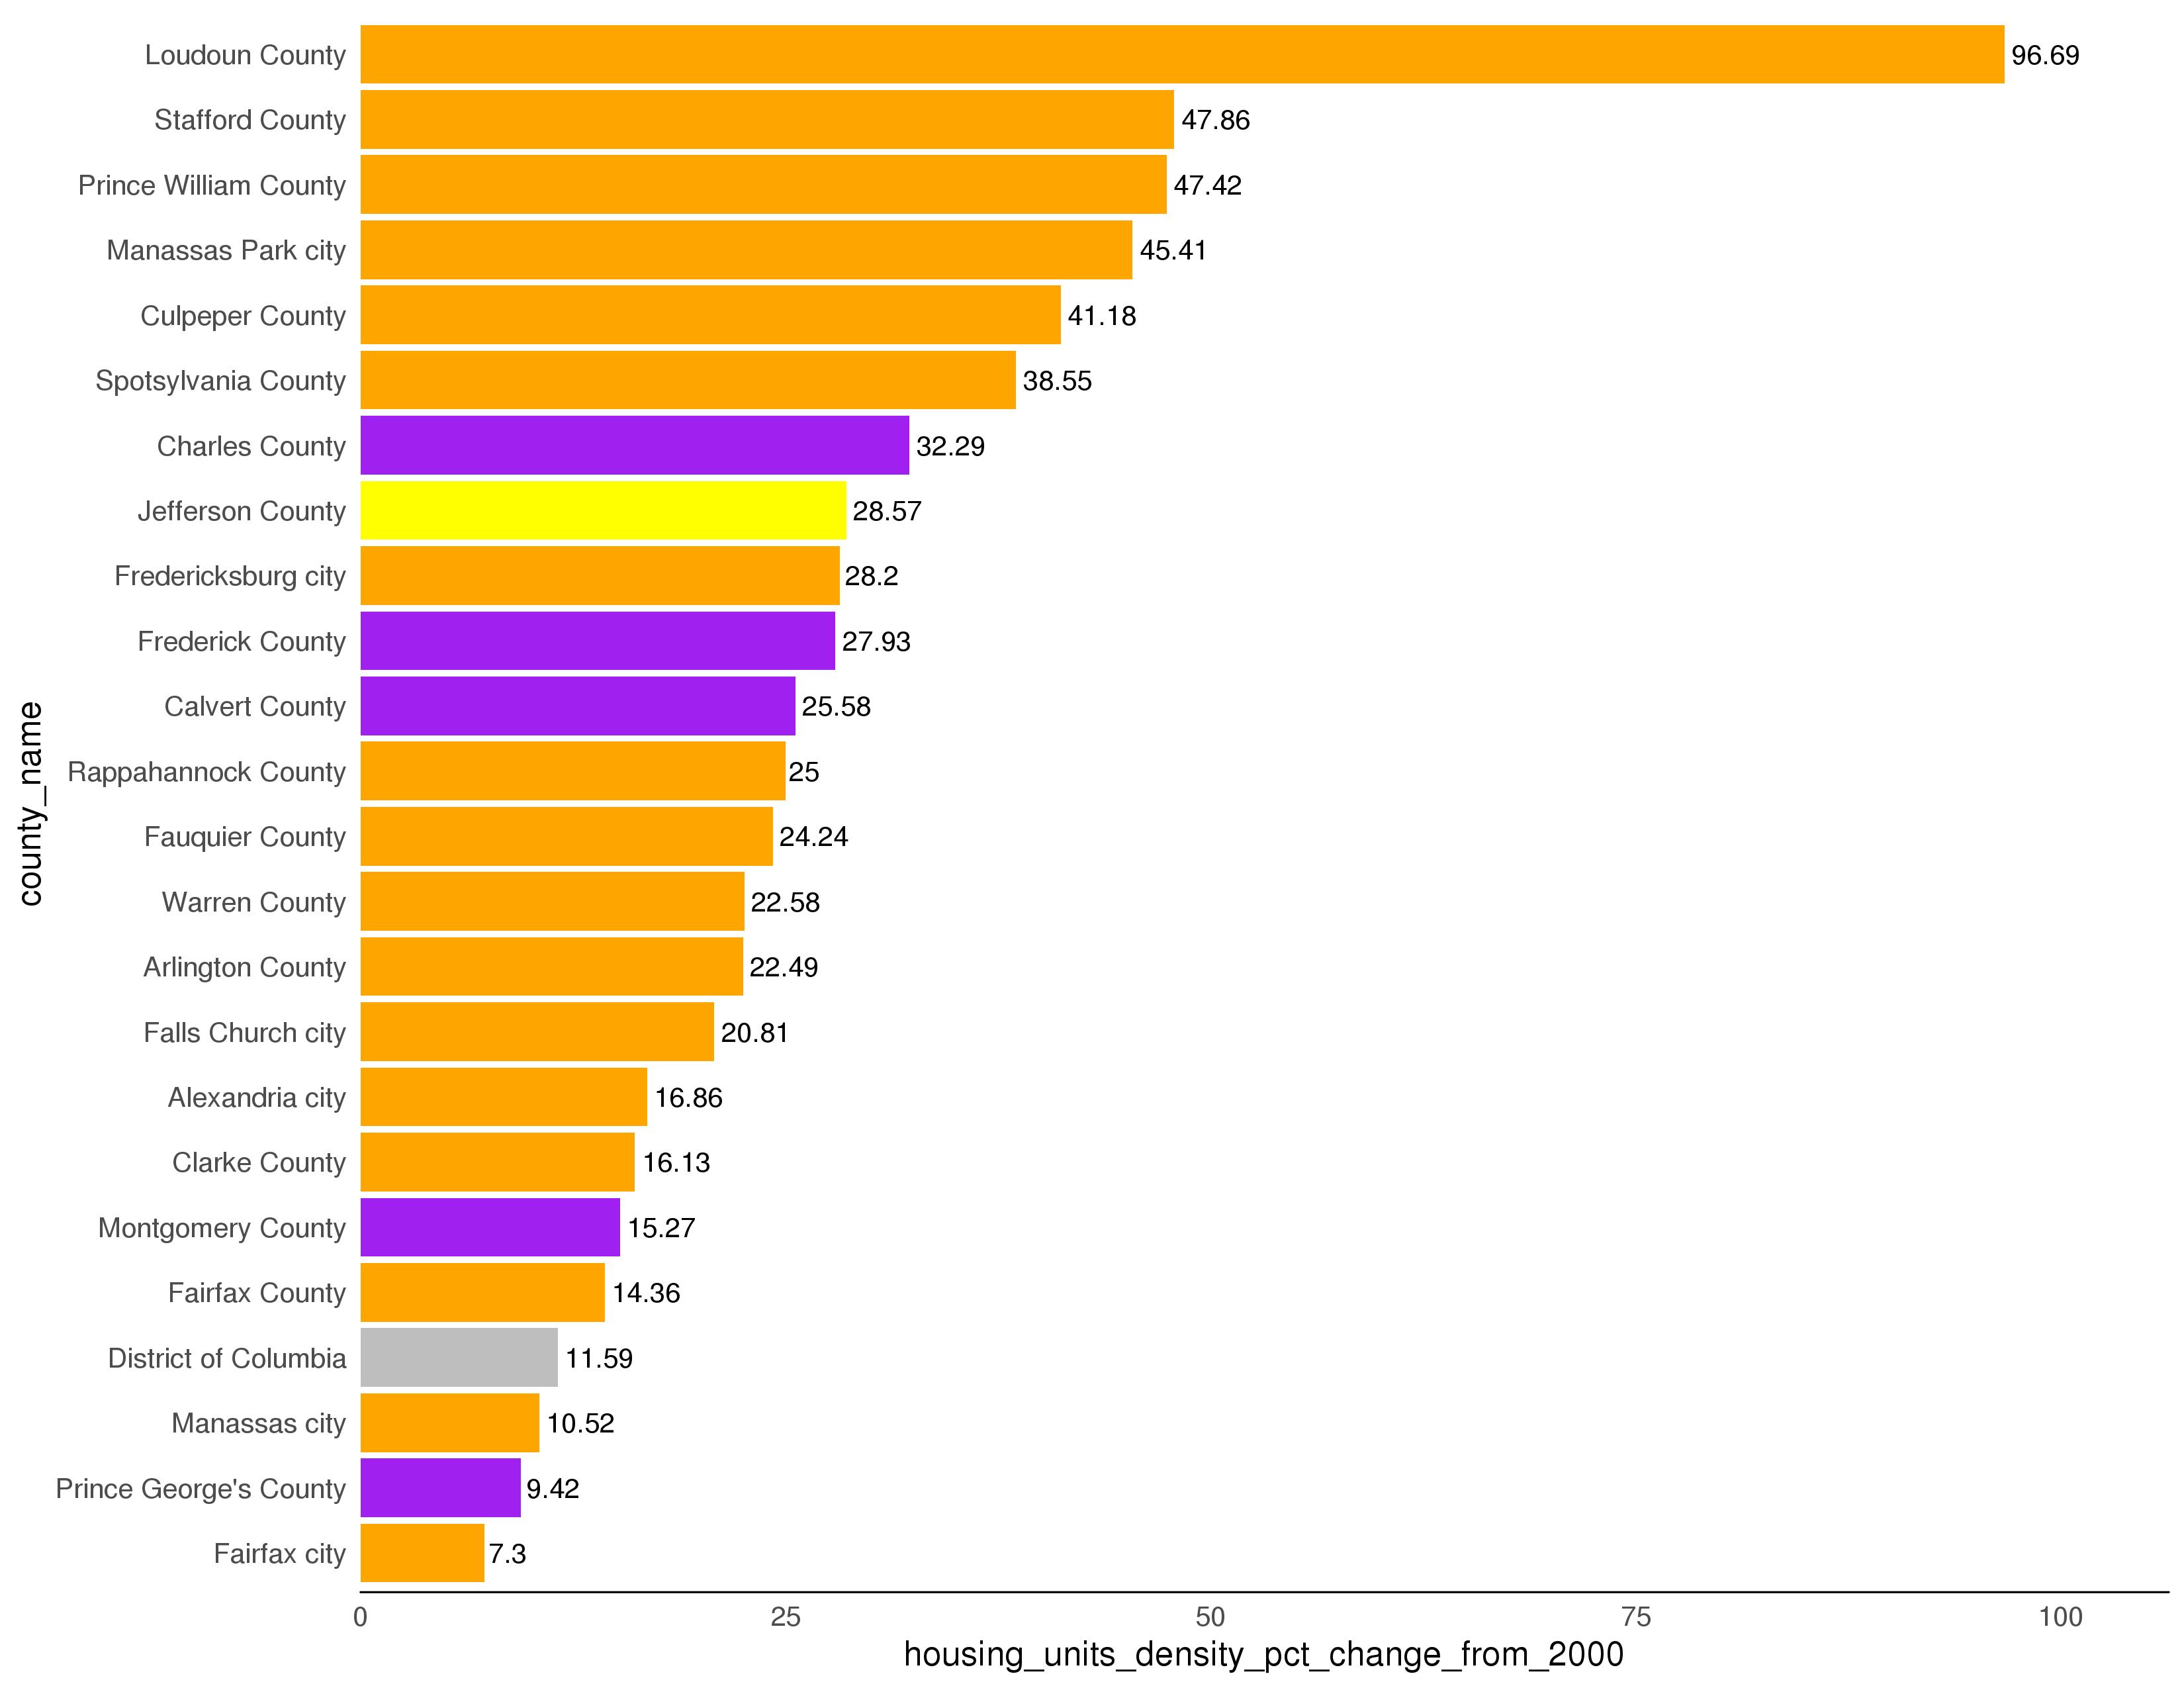 Loudoun County 96.69
Stafford County 47.86
Prince William County 47.42
Manassas Park city 45.41
Culpeper County 41.18
Spotsylvania County 38.55
Charles County 32.29
Jefferson County 28.57
Fredericksburg city 28.2
Frederick County 27.93
Calvert County 25.58
Rappahannock County 25
Fauquier County 24.24
Warren County 22.58
Arlington County 22.49
Falls Church city 20.81
Alexandria city 16.86
Clarke County 16.13
Montgomery County 15.27
Fairfax County 14.36
District of Columbia 11.59
Manassas city 10.52
Prince George's County 9.42
Fairfax city 7.3
county_name
0 25 50 75 100
housing_units_density_pct_change_from_2000